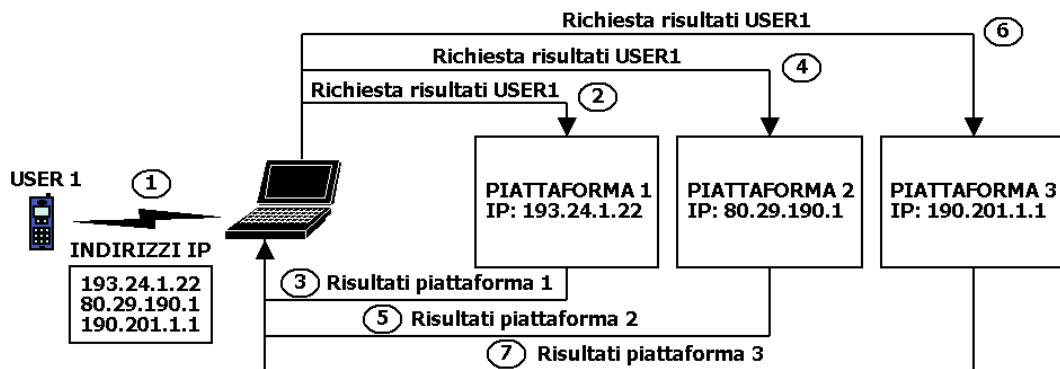 Richiesta risultati USER1
6
Richiesta risultati USER1
4
Richiesta risultati USER1
2
USER 1
1
PIATTAFORMA 1
IP: 193.24.1.22
PIATTAFORMA 2
IP: 80.29.190.1
PIATTAFORMA 3
IP: 190.201.1.1
INDIRIZZI IP
193.24.1.22
80.29.190.1
190.201.1.1
3 Risultati piattaforma 1
5 Risultati piattaforma 2
7 Risultati piattaforma 3